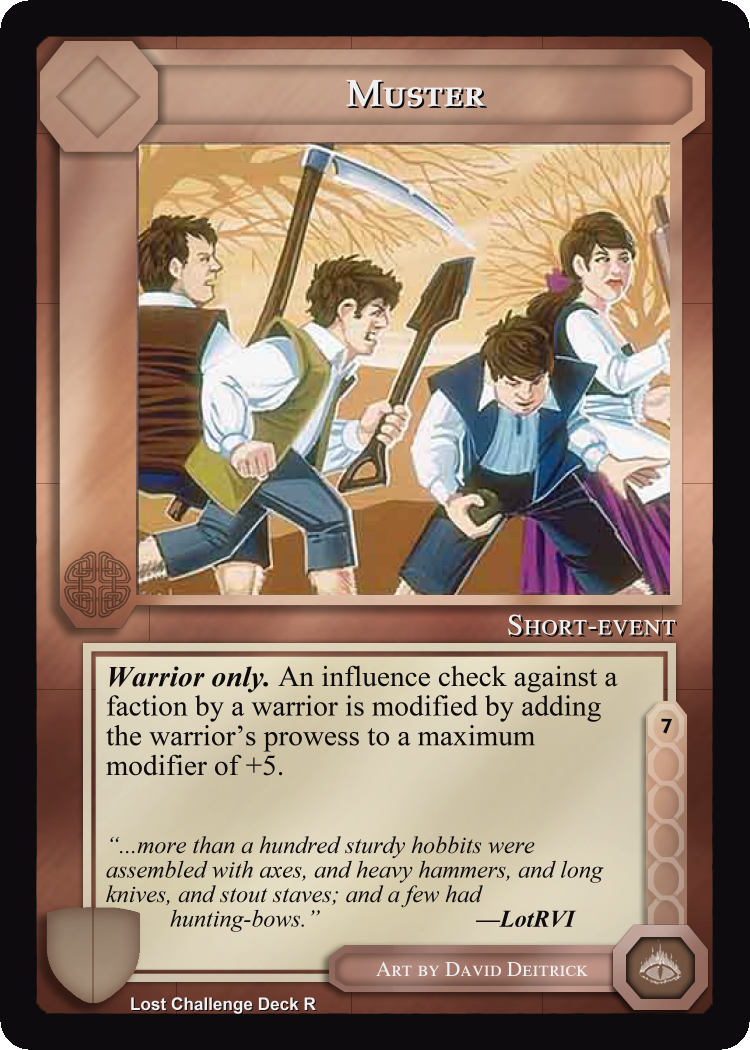 Muster
Short-event
Warrior only. An influence check against a
faction by a warrior is modified by adding
the warrior’s prowess to a maximum
modifier of +5.
7
“...more than a hundred sturdy hobbits were
assembled with axes, and heavy hammers, and long
knives, and stout staves; and a few had
hunting-bows.” —LotRVI
Art by David Deitrick
Lost Challenge Deck R